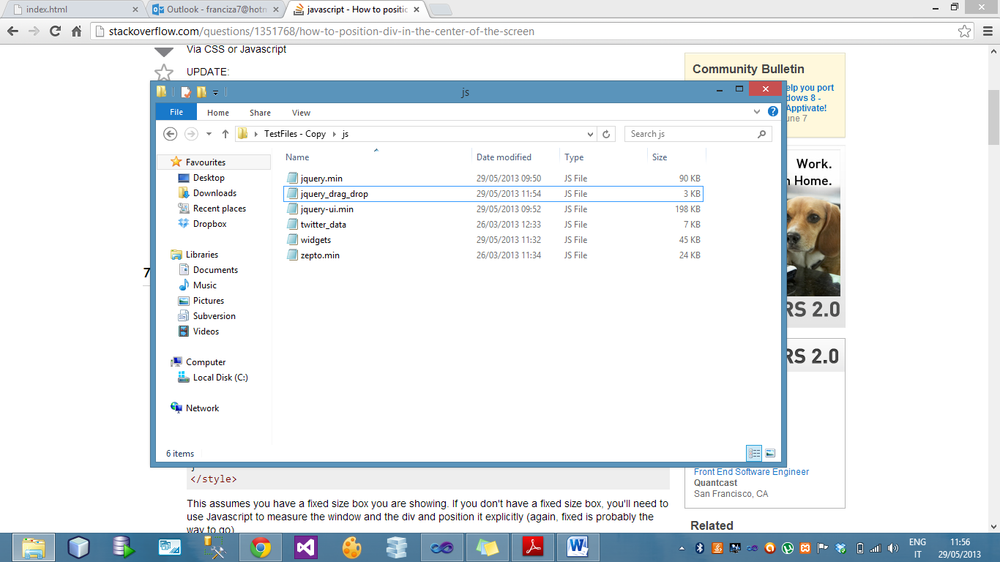 index.html
Outlook - franciza7@hotm
javascript - How to positio
stackoverflow.com/questions/1351768/how-to-position-div-in-the-center-of-the-screen
Via CSS or Javascript
UPDATE:
Community Bulletin
elp you port
dows 8 -
Apptivate!
une 7
js
File Home Share View
TestFiles - Copy js
Search js
Name Date modified Type Size
jquery.min 29/05/2013 09:50 JS File 90 KB
jquery_drag_drop 29/05/2013 11:54 JS File 3 KB
jquery-ui.min 29/05/2013 09:52 JS File 198 KB
twitter_data 26/03/2013 12:33 JS File 7 KB
widgets 29/05/2013 11:32 JS File 45 KB
zepto.min 26/03/2013 11:34 JS File 24 KB
Favourites
Desktop
Downloads
Recent places
Dropbox
Libraries
Documents
Music
Pictures
Subversion
Videos
Computer
Local Disk (C:)
Network
6 items
7
Work.
n Home.
RS 2.0
RS 2.0
Front End Software Engineer
Quantcast
San Francisco, CA
Related
</style>
This assumes you have a fixed size box you are showing. If you don't have a fixed size box, you'll need to
use Javascript to measure the window and the div and position it explicitly (again, fixed is probably the
way to go)
ENG
IT
11:56
29/05/2013